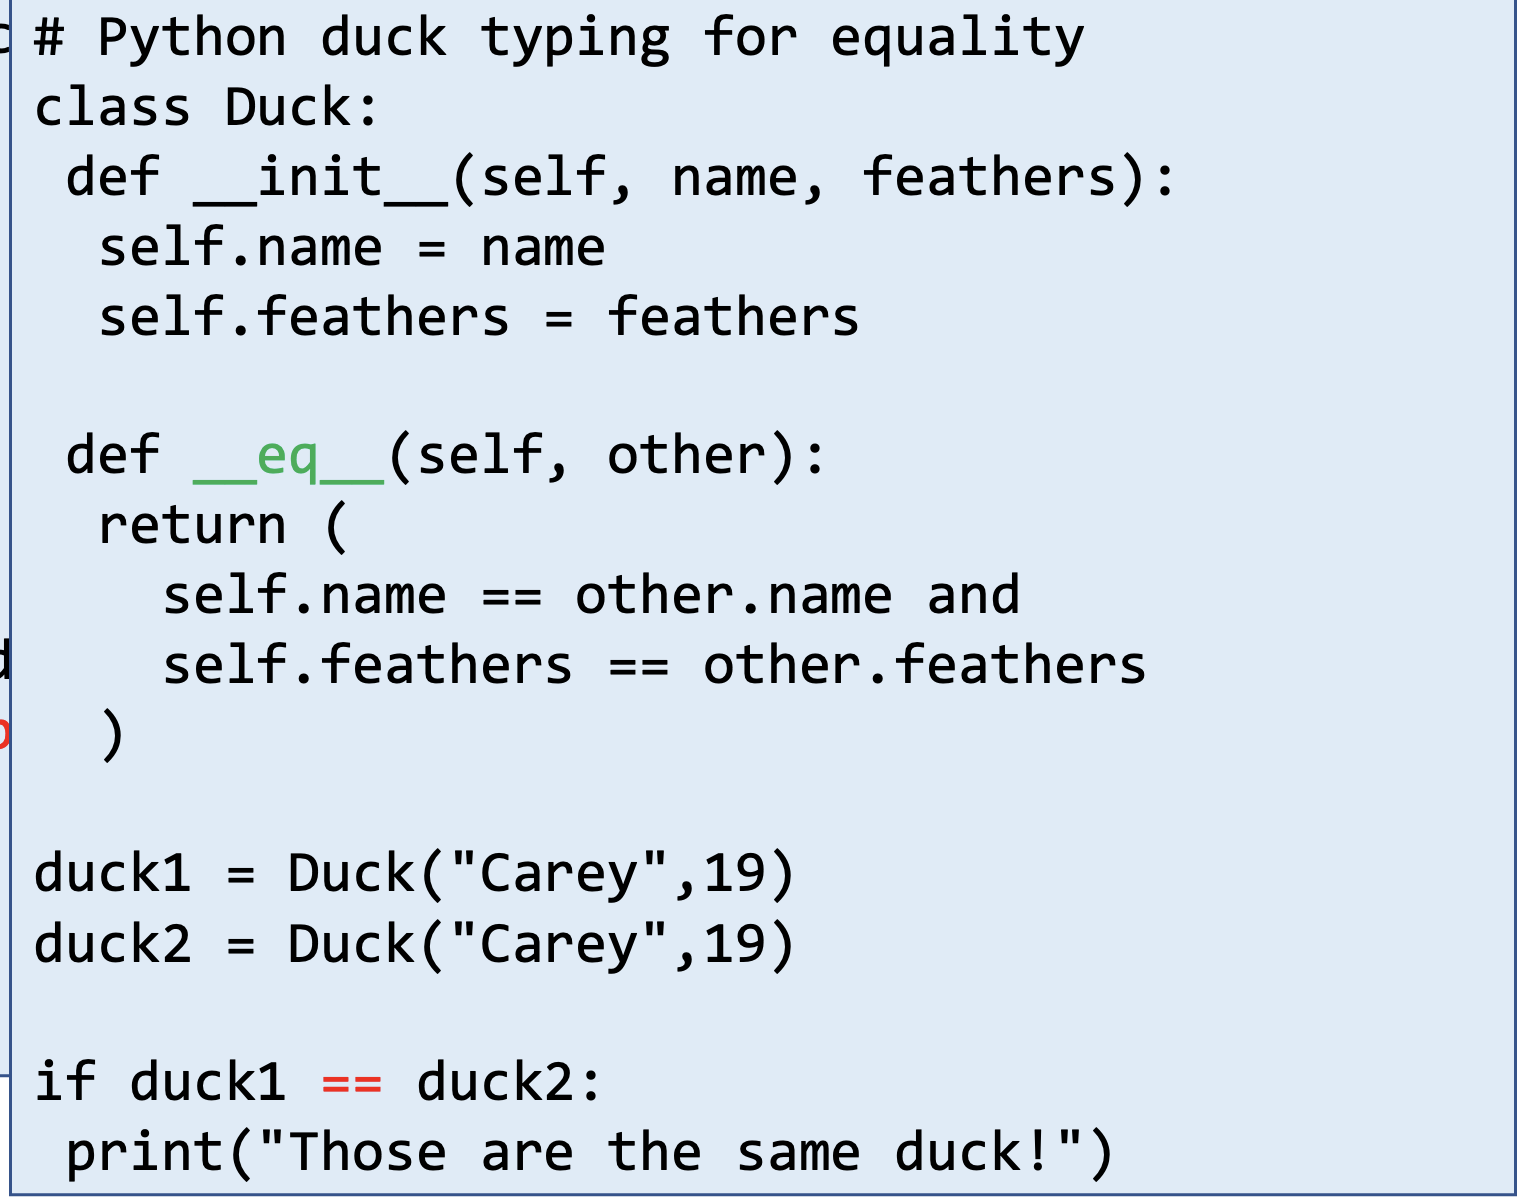 # Python duck typing for equality
class Duck:
 def __init__(self, name, feathers):
  self.name = name
  self.feathers = feathers

 def __eq__(self, other):
  return (
    self.name == other.name and
    self.feathers == other.feathers
  )

duck1 = Duck("Carey",19)
duck2 = Duck("Carey",19)

if duck1 == duck2:
 print("Those are the same duck!")